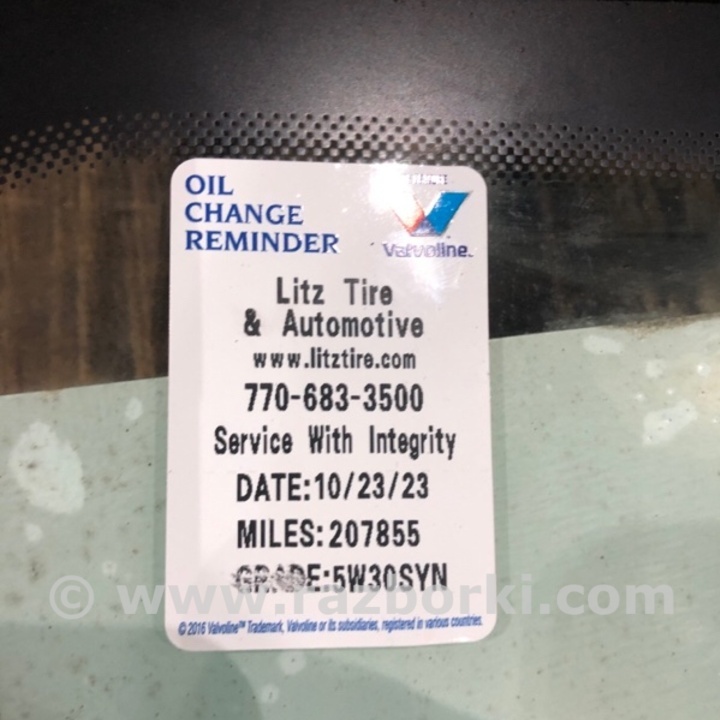 OIL
CHANGE
REMINDER
Valvoline™
Litz Tire
& Automotive
www.litztire.com
770-683-3500
Service With Integrity
DATE:10/23/23
MILES:207855
GRADE:5W30SYN
© www.razborki.com
© 2016 Valvoline™ Trademark, Valvoline or its subsidiaries, registered in various countries.